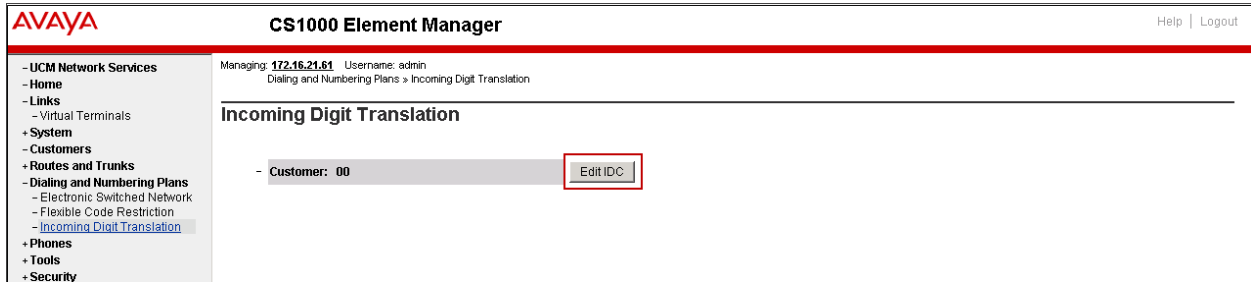 AVAYA
CS1000 Element Manager
Help | Logout
- UCM Network Services
- Home
- Links
- Virtual Terminals
+ System
- Customers
+ Routes and Trunks
- Dialing and Numbering Plans
- Electronic Switched Network
- Flexible Code Restriction
- Incoming Digit Translation
+ Phones
+ Tools
+ Security
Managing: 172.16.21.61 Username: admin
Dialing and Numbering Plans » Incoming Digit Translation
Incoming Digit Translation
- Customer: 00 Edit IDC